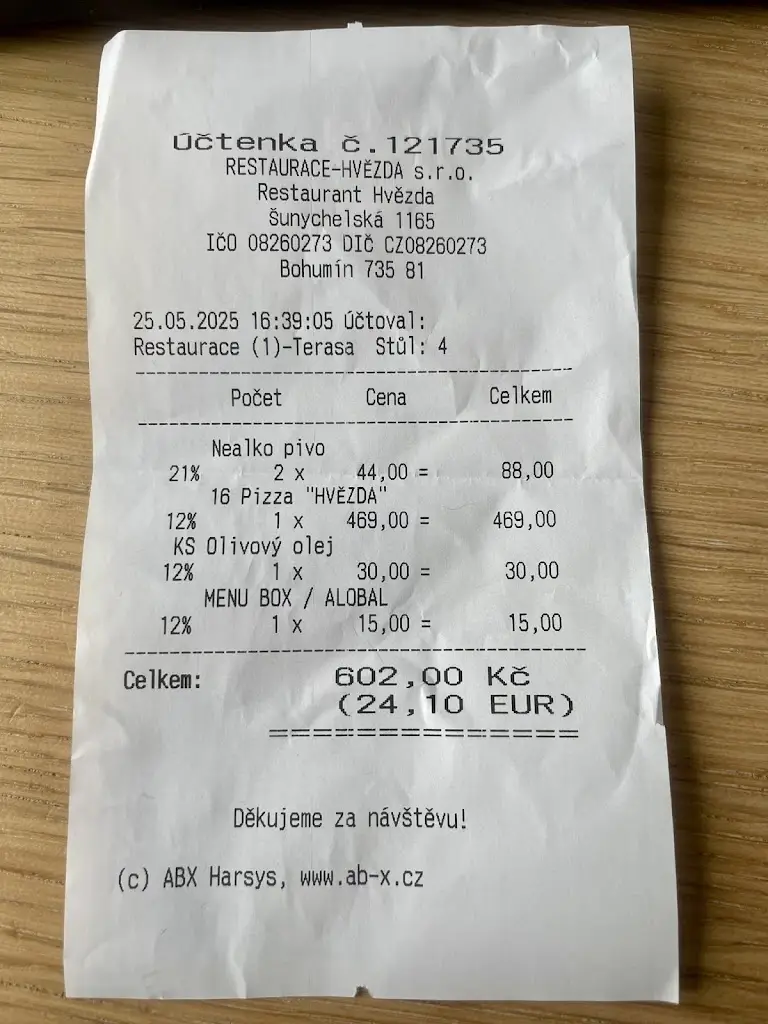 Účtenka č.121735
RESTAURACE-HVĚZDA s.r.o.
Restaurant Hvězda
Šunychelská 1165
IČO 08260273 DIČ CZ08260273
Bohumín 735 81
25.05.2025 16:39:05 Účtoval:
Restaurace (1)-Terasa Stůl: 4
Počet Cena Celkem
Nealko pivo
21% 2 x 44,00 = 88,00
16 Pizza "HVĚZDA"
12% 1 x 469,00 = 469,00
KS Olivový olej
12% 1 x 30,00 = 30,00
MENU BOX / ALOBAL
12% 1 x 15,00 = 15,00
Celkem: 602,00 Kč
(24,10 EUR)
Děkujeme za návštěvu!
(c) ABX Harsys, www.ab-x.cz